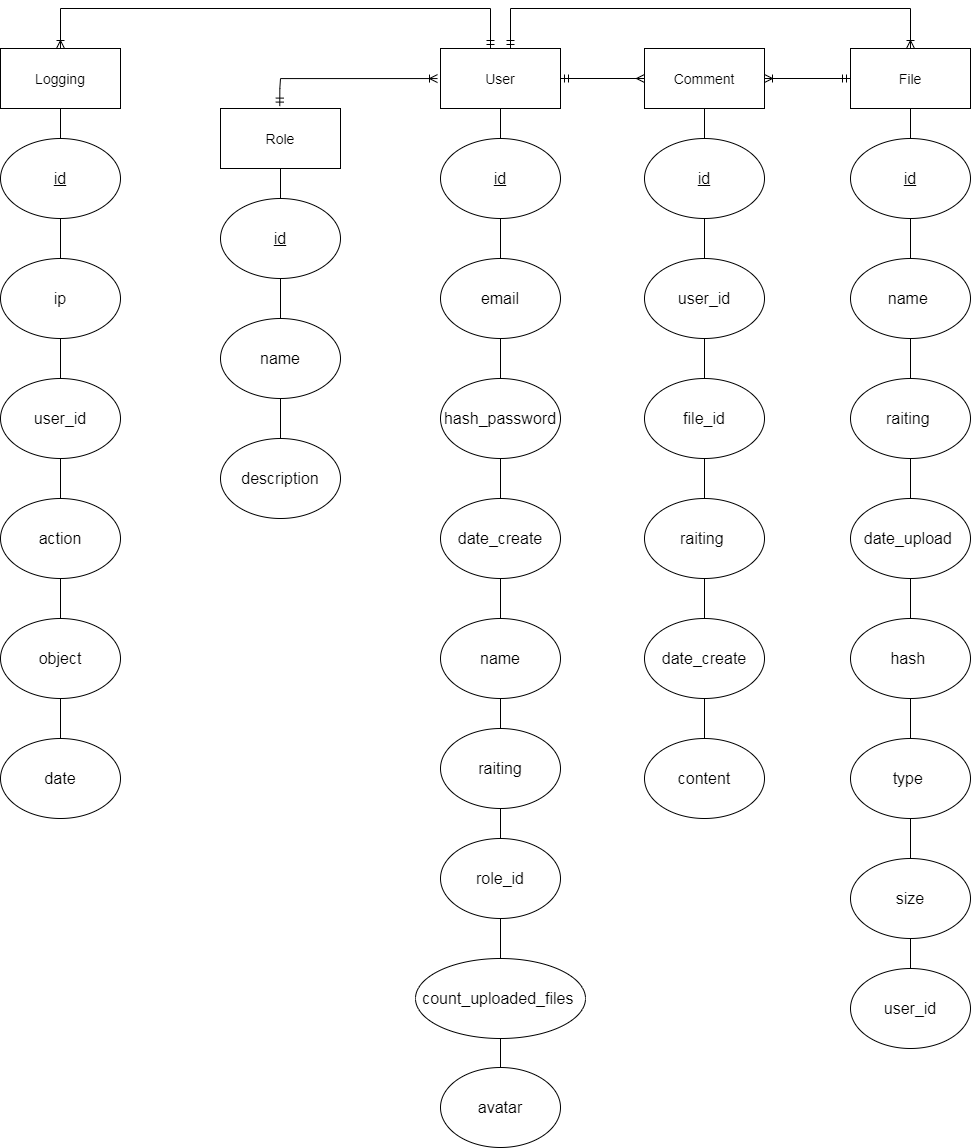 Logging
id
ip
user_id
action
object
date
Role
id
name
description
User
id
email
hash_password
date_create
name
raiting
role_id
count_uploaded_files
avatar
Comment
id
user_id
file_id
raiting
date_create
content
File
id
name
raiting
date_upload
hash
type
size
user_id